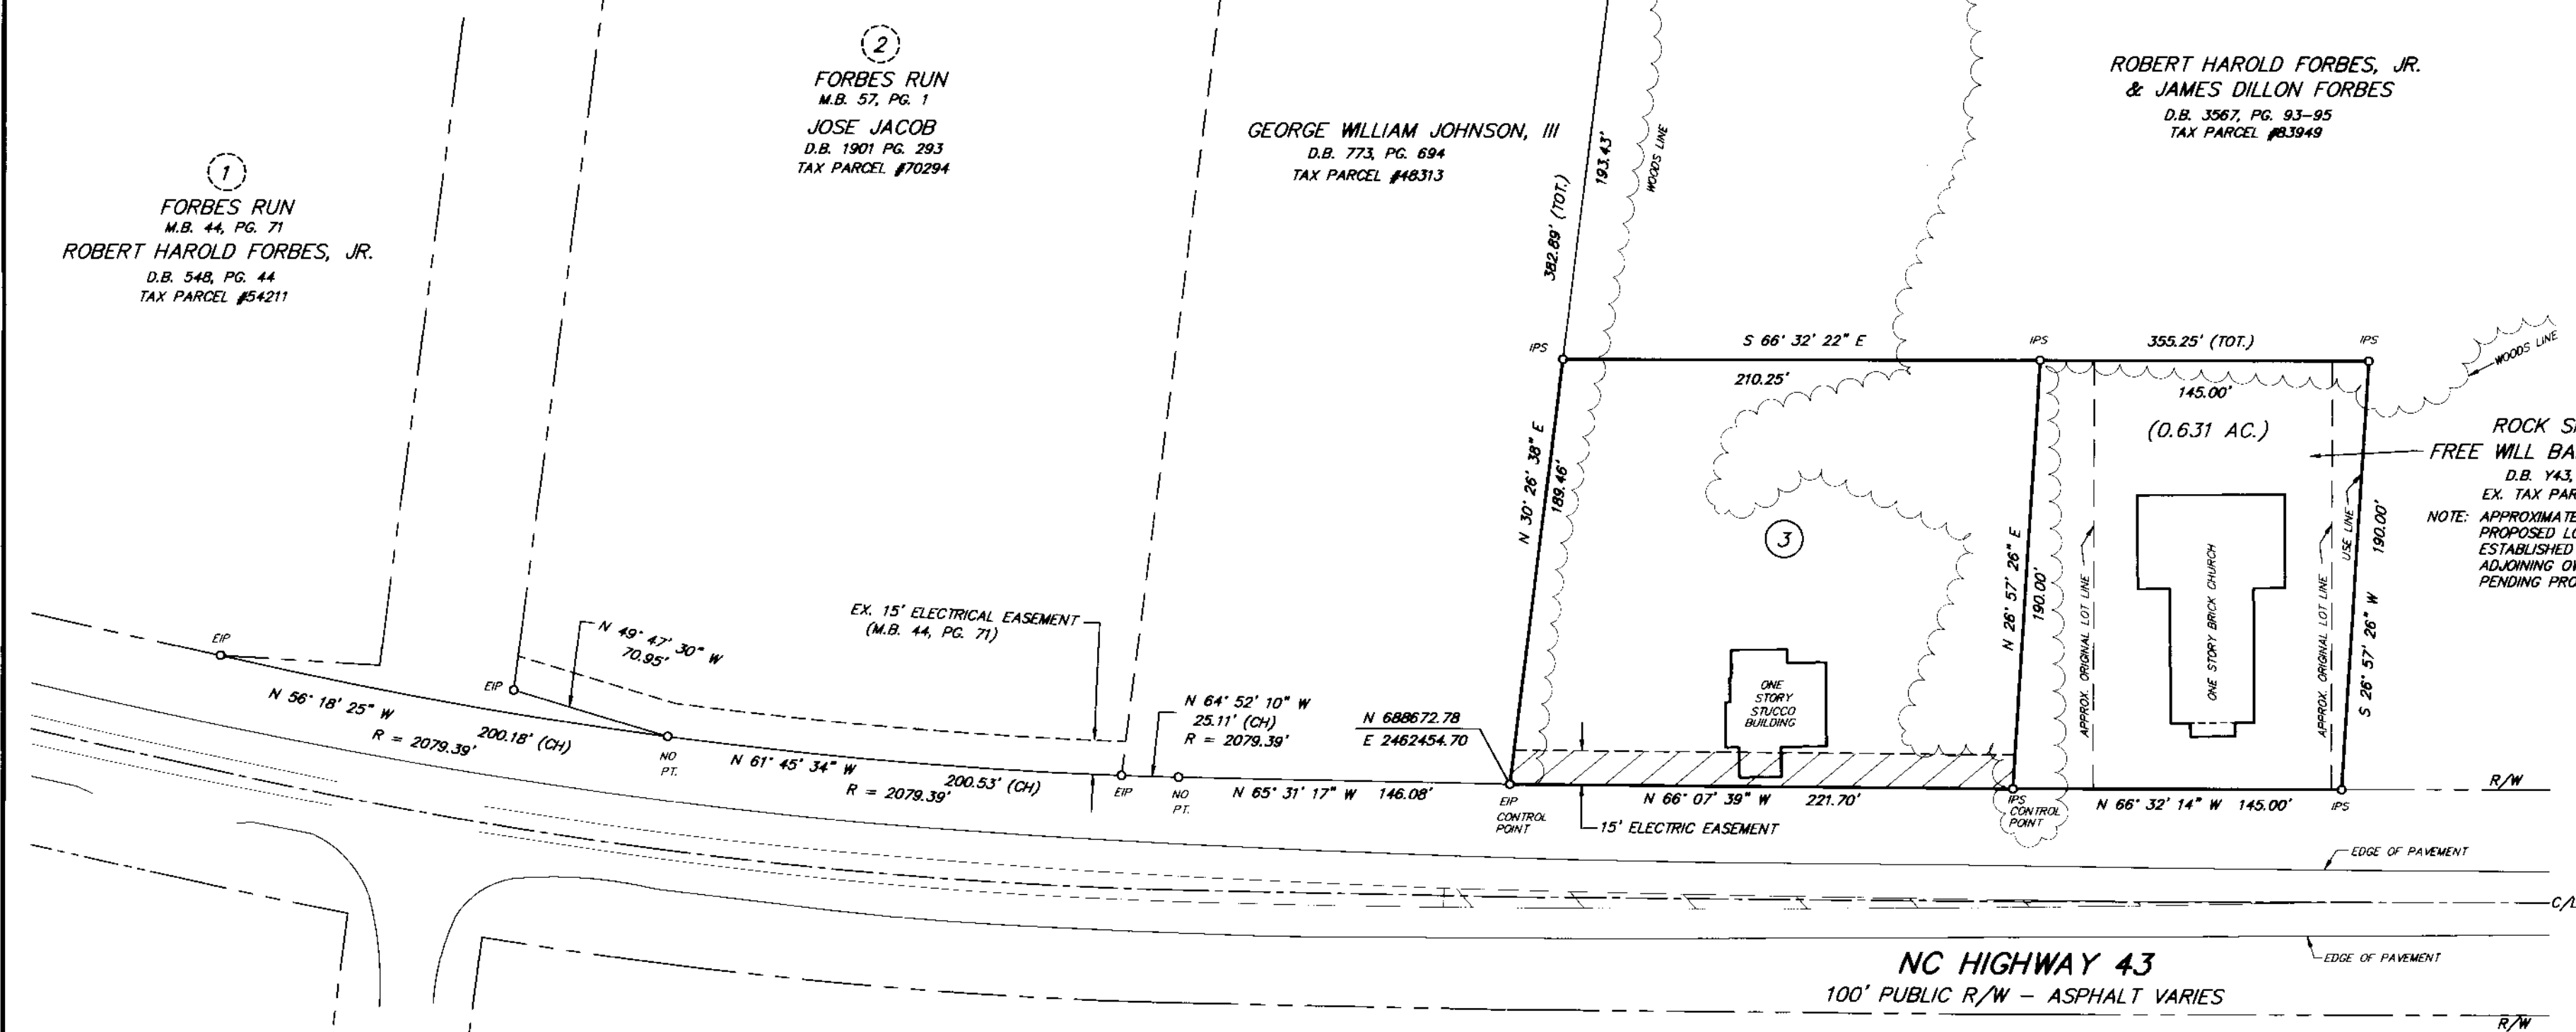 1
FORBES RUN
M.B. 44, PG. 71
ROBERT HAROLD FORBES, JR.
D.B. 548, PG. 44
TAX PARCEL #54211
2
FORBES RUN
M.B. 57, PG. 1
JOSE JACOB
D.B. 1901 PG. 293
TAX PARCEL #70294
GEORGE WILLIAM JOHNSON, III
D.B. 773, PG. 694
TAX PARCEL #48313
382.89' (TOT.)
193.43'
WOODS LINE
ROBERT HAROLD FORBES, JR.
& JAMES DILLON FORBES
D.B. 3567, PG. 93-95
TAX PARCEL #83949
IPS
S 66° 32' 22" E
IPS
355.25' (TOT.)
IPS
WOODS LINE
210.25'
145.00'
(0.631 AC.)
ROCK
FREE WILL
D.B. Y43,
EX. TAX
NOTE: APPROXIMATE
PROPOSED
ESTABLISHED
ADJOINING
PENDING
N 30° 26' 38" E
189.46'
3
N 26° 57' 26" E
190.00'
APPROX. ORIGINAL LOT LINE
ONE STORY BRICK CHURCH
APPROX. ORIGINAL LOT LINE
USE LINE
S 26° 57' 26" W
190.00'
ONE
STORY
STUCCO
BUILDING
EIP
N 56° 18' 25" W
200.18' (CH)
R = 2079.39'
EIP
N 49° 47' 30" W
70.95'
NO
PT.
EX. 15' ELECTRICAL EASEMENT
(M.B. 44, PG. 71)
N 61° 45' 34" W
200.53' (CH)
R = 2079.39'
EIP
N 64° 52' 10" W
25.11' (CH)
R = 2079.39'
NO
PT.
N 65° 31' 17" W 146.08'
N 688672.78
E 2462454.70
EIP
CONTROL
POINT
N 66° 07' 39" W 221.70'
15' ELECTRIC EASEMENT
IPS
CONTROL
POINT
N 66° 32' 14" W 145.00'
IPS
R/W
EDGE OF PAVEMENT
EDGE OF PAVEMENT
NC HIGHWAY 43
100' PUBLIC R/W - ASPHALT VARIES
R/W